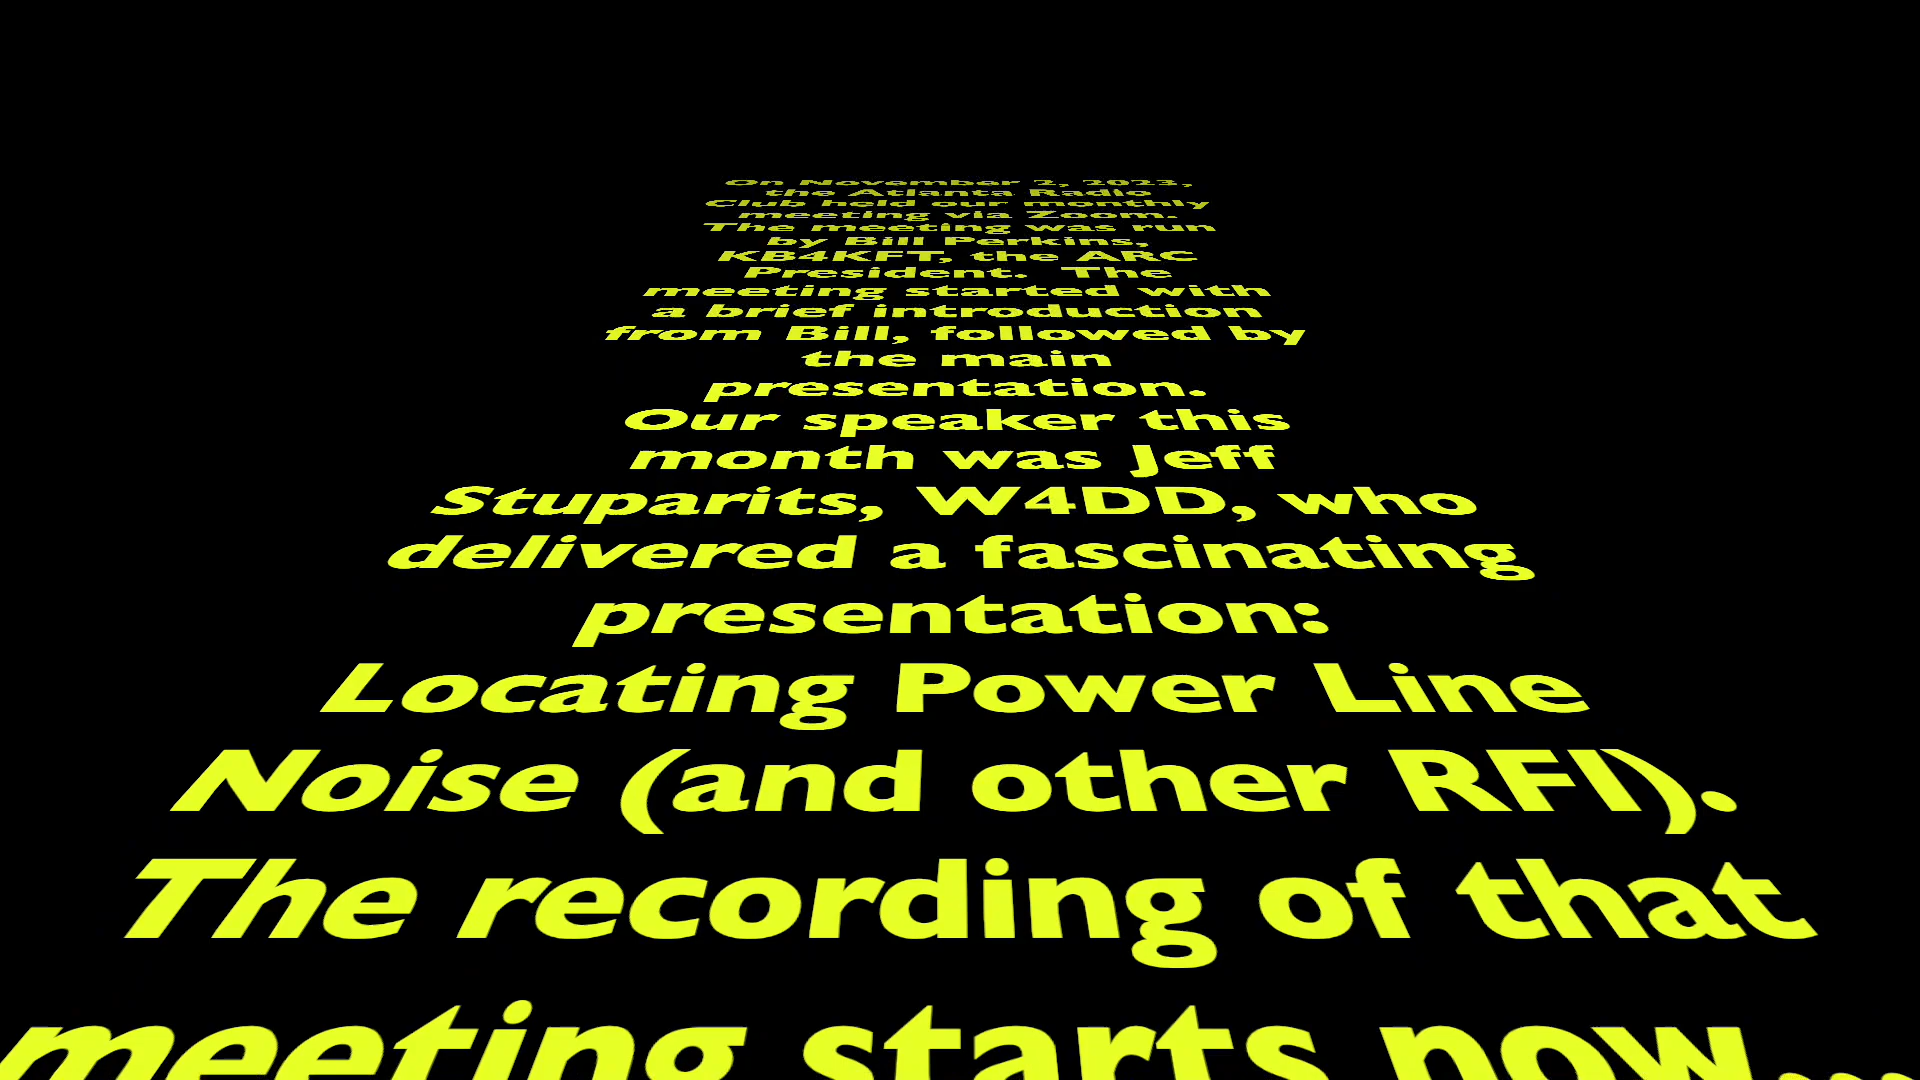 On November 2, 2023,
the Atlanta Radio
Club held our monthly
meeting via Zoom.
The meeting was run
by Bill Perkins,
KB4KFT, the ARC
President.  The
meeting started with
a brief introduction
from Bill, followed by
the main
presentation.
Our speaker this
month was Jeff
Stuparits, W4DD, who
delivered a fascinating
presentation:
Locating Power Line
Noise (and other RFI).
The recording of that
meeting starts now....